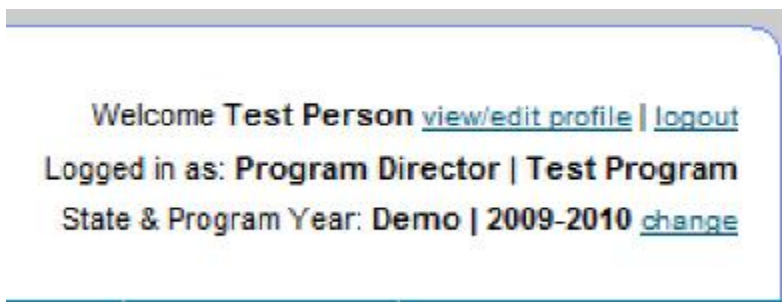 Welcome Test Person view/edit profile | logout
Logged in as: Program Director | Test Program
State & Program Year: Demo | 2009-2010 change